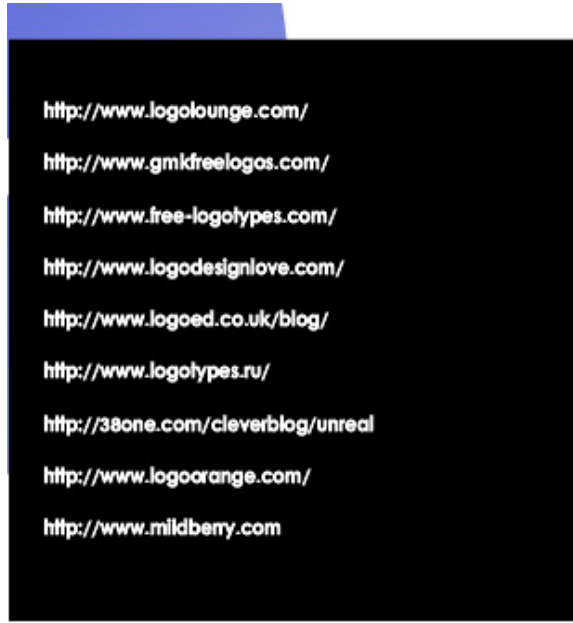 http://www.logolounge.com/
http://www.gmkfreelogos.com/
http://www.free-logotypes.com/
http://www.logodesignlove.com/
http://www.logoed.co.uk/blog/
http://www.logotypes.ru/
http://38one.com/cleverblog/unreal
http://www.logoorange.com/
http://www.mildberry.com